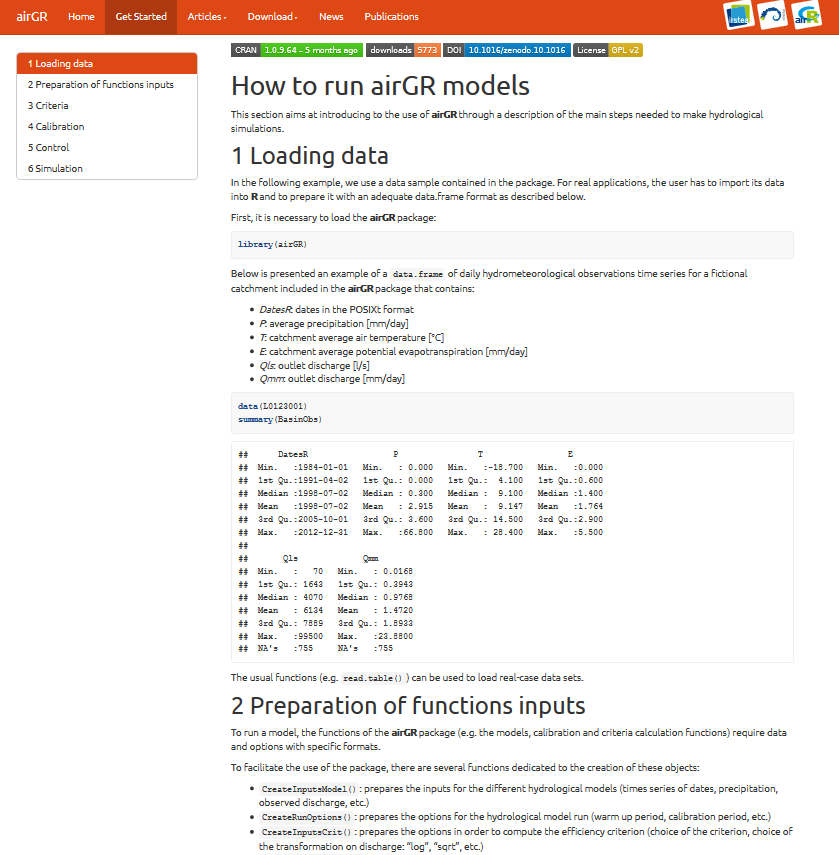 airGR Home Get Started Articles Download News Publications
irstea airGR
CRAN 1.0.9.64 – 5 months ago downloads 5773 DOI 10.1016/zenodo.10.1016 License GPL v2
1 Loading data
2 Preparation of functions inputs
3 Criteria
4 Calibration
5 Control
6 Simulation
How to run airGR models
This section aims at introducing to the use of airGR through a description of the main steps needed to make hydrological
simulations.
1 Loading data
In the following example, we use a data sample contained in the package. For real applications, the user has to import its data
into R and to prepare it with an adequate data.frame format as described below.
First, it is necessary to load the airGR package:
library(airGR)
Below is presented an example of a data.frame of daily hydrometeorological observations time series for a fictional
catchment included in the airGR package that contains:
• DatesR: dates in the POSIXt format
• P: average precipitation [mm/day]
• T: catchment average air temperature [°C]
• E: catchment average potential evapotranspiration [mm/day]
• Qls: outlet discharge [l/s]
• Qmm: outlet discharge [mm/day]
data(L0123001)
summary(BasinObs)
## DatesR P T E
## Min. :1984-01-01 Min. : 0.000 Min. :-18.700 Min. :0.000
## 1st Qu.:1991-04-02 1st Qu.: 0.000 1st Qu.: 4.100 1st Qu.:0.600
## Median :1998-07-02 Median : 0.300 Median : 9.100 Median :1.400
## Mean :1998-07-02 Mean : 2.915 Mean : 9.147 Mean :1.764
## 3rd Qu.:2005-10-01 3rd Qu.: 3.600 3rd Qu.: 14.500 3rd Qu.:2.900
## Max. :2012-12-31 Max. :66.800 Max. : 28.400 Max. :5.500
##
## Qls Qmm
## Min. : 70 Min. : 0.0168
## 1st Qu.: 1643 1st Qu.: 0.3943
## Median : 4070 Median : 0.9768
## Mean : 6134 Mean : 1.4720
## 3rd Qu.: 7889 3rd Qu.: 1.8933
## Max. :99500 Max. :23.8800
## NA's :755 NA's :755
The usual functions (e.g. read.table() ) can be used to load real-case data sets.
2 Preparation of functions inputs
To run a model, the functions of the airGR package (e.g. the models, calibration and criteria calculation functions) require data
and options with specific formats.
To facilitate the use of the package, there are several functions dedicated to the creation of these objects:
• CreateInputsModel() : prepares the inputs for the different hydrological models (times series of dates, precipitation,
observed discharge, etc.)
• CreateRunOptions() : prepares the options for the hydrological model run (warm up period, calibration period, etc.)
• CreateInputsCrit() : prepares the options in order to compute the efficiency criterion (choice of the criterion, choice of
the transformation on discharge: “log”, “sqrt”, etc.)